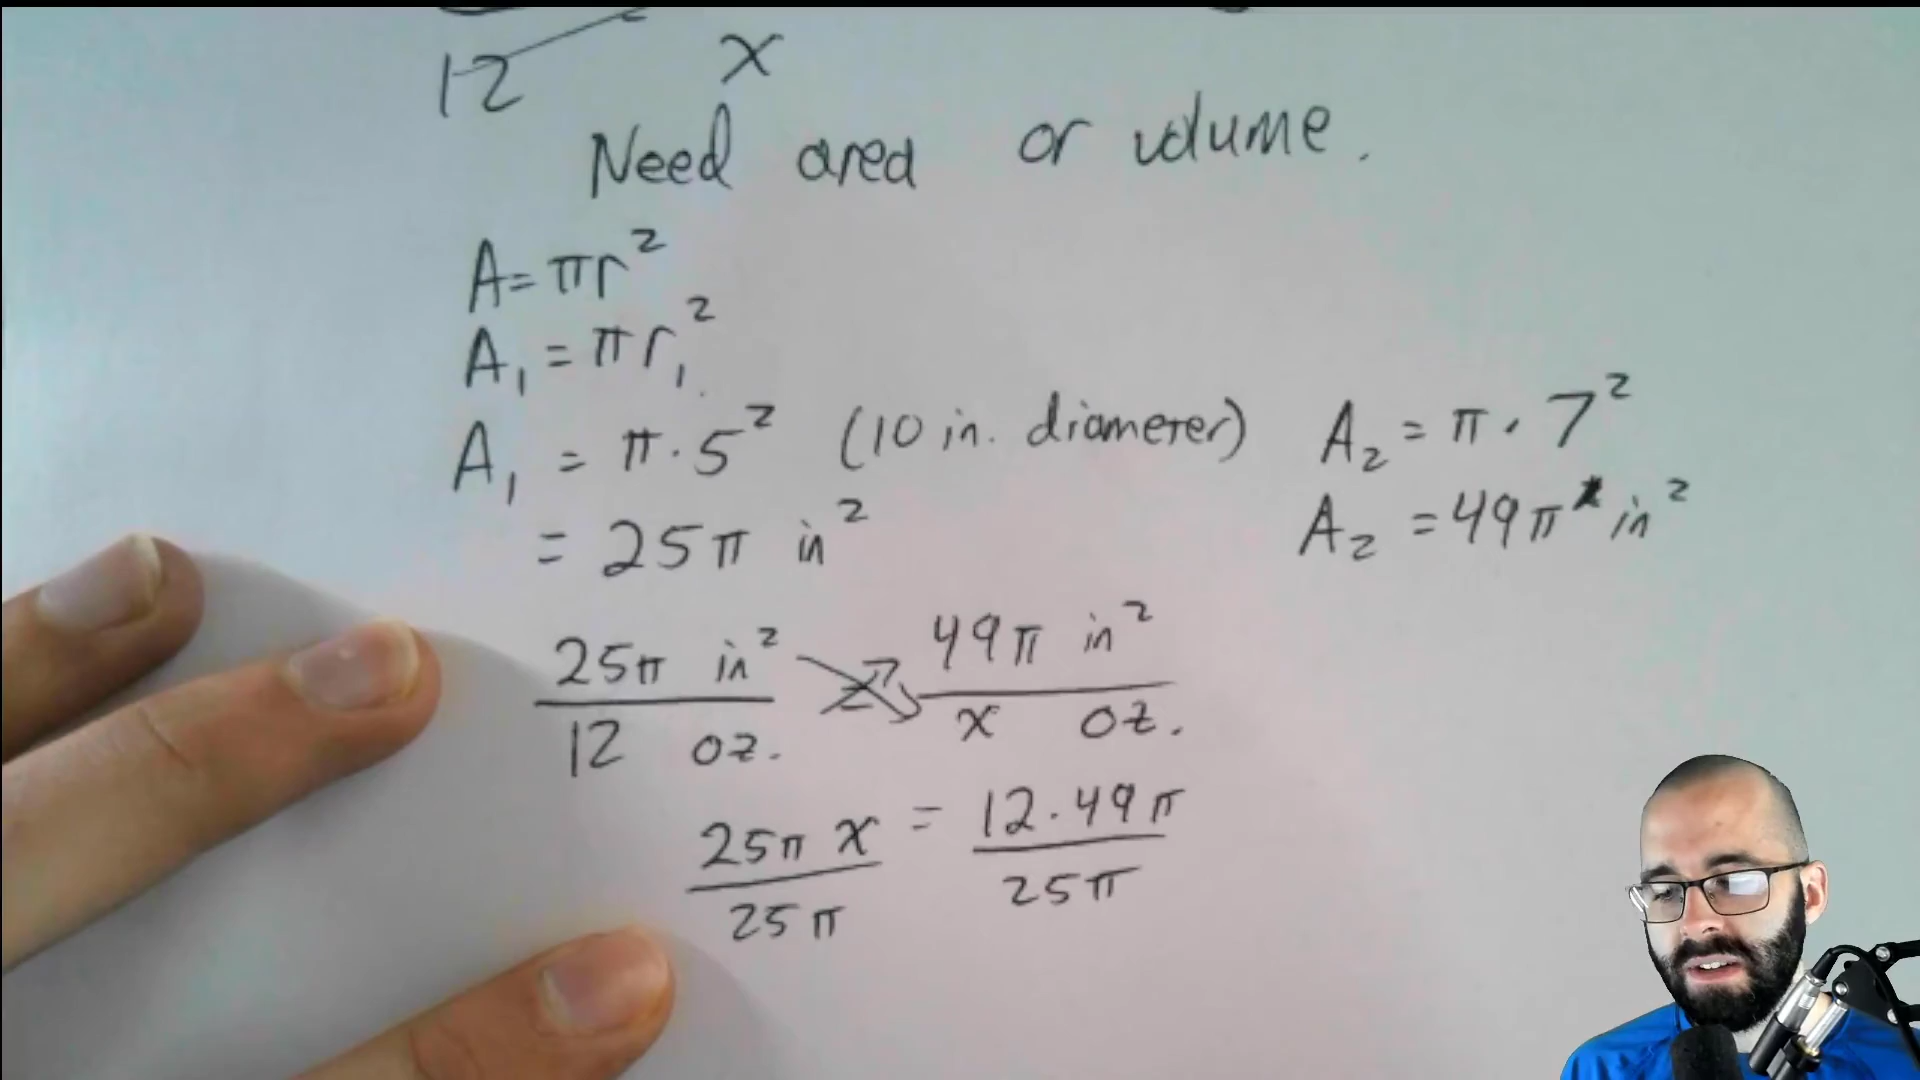 12 x
Need area or volume.
A = πr²
A₁ = πr₁²
A₁ = π · 5² (10 in. diameter) A₂ = π · 7²
= 25π in² A₂ = 49π in²
25π in² 49π in²
12 oz. x oz.
25π x = 12 · 49π
25π 25π